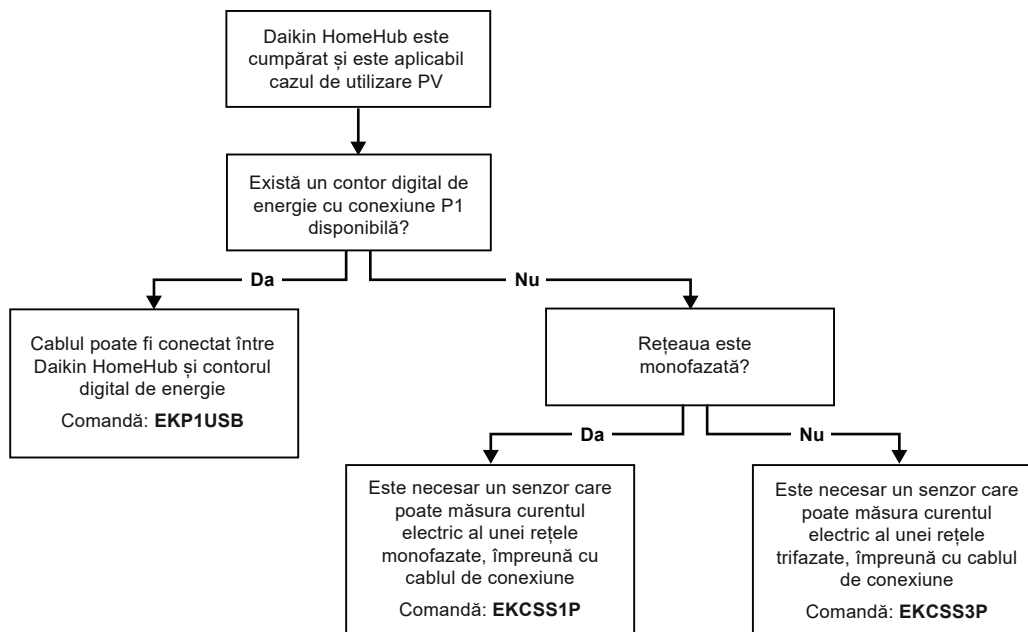 Daikin HomeHub este
cumpărat și este aplicabil
cazul de utilizare PV
Există un contor digital de
energie cu conexiune P1
disponibilă?
Da
Nu
Cablul poate fi conectat între
Daikin HomeHub și contorul
digital de energie
Comandă: EKP1USB
Rețeaua este
monofazată?
Da
Nu
Este necesar un senzor care
poate măsura curentul
electric al unei rețele
monofazate, împreună cu
cablul de conexiune
Comandă: EKCSS1P
Este necesar un senzor care
poate măsura curentul
electric al unei rețele
trifazate, împreună cu cablul
de conexiune
Comandă: EKCSS3P